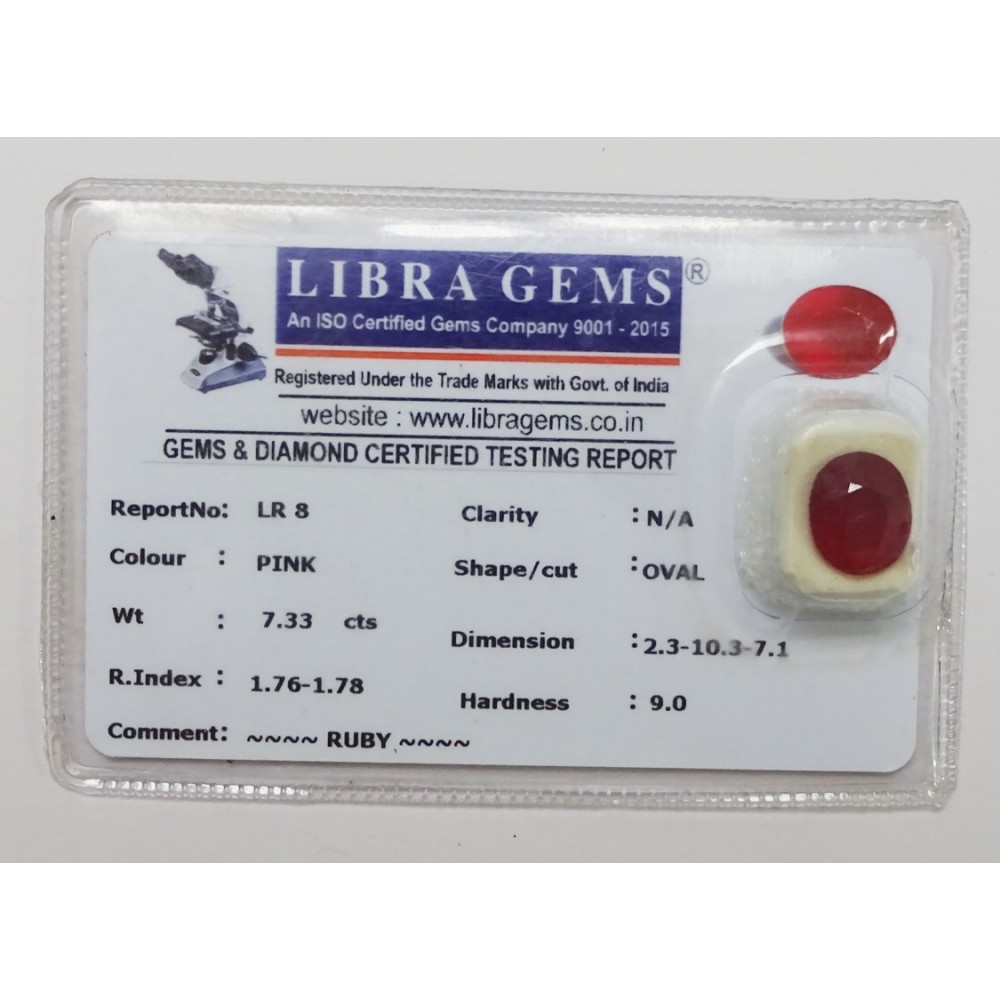 LIBRA GEMS®
An ISO Certified Gems Company 9001 - 2015
Registered Under the Trade Marks with Govt. of India
website : www.libragems.co.in
GEMS & DIAMOND CERTIFIED TESTING REPORT
ReportNo: LR 8 Clarity : N/A
Colour : PINK Shape/cut : OVAL
Wt : 7.33 cts Dimension : 2.3-10.3-7.1
R.Index : 1.76-1.78 Hardness : 9.0
Comment: ~~~~ RUBY ~~~~